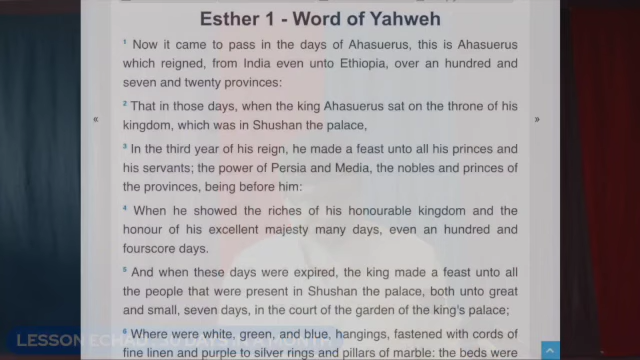 Esther 1 - Word of Yahweh
1 Now it came to pass in the days of Ahasuerus, this is Ahasuerus
which reigned, from India even unto Ethiopia, over an hundred and
seven and twenty provinces:
2 That in those days, when the king Ahasuerus sat on the throne of his
kingdom, which was in Shushan the palace,
«
»
3 In the third year of his reign, he made a feast unto all his princes and
his servants; the power of Persia and Media, the nobles and princes of
the provinces, being before him:
4 When he showed the riches of his honourable kingdom and the
honour of his excellent majesty many days, even an hundred and
fourscore days.
5 And when these days were expired, the king made a feast unto all
the people that were present in Shushan the palace, both unto great
and small, seven days, in the court of the garden of the king's palace;
6 Where were white, green, and blue, hangings, fastened with cords of
fine linen and purple to silver rings and pillars of marble: the beds were
LESSON